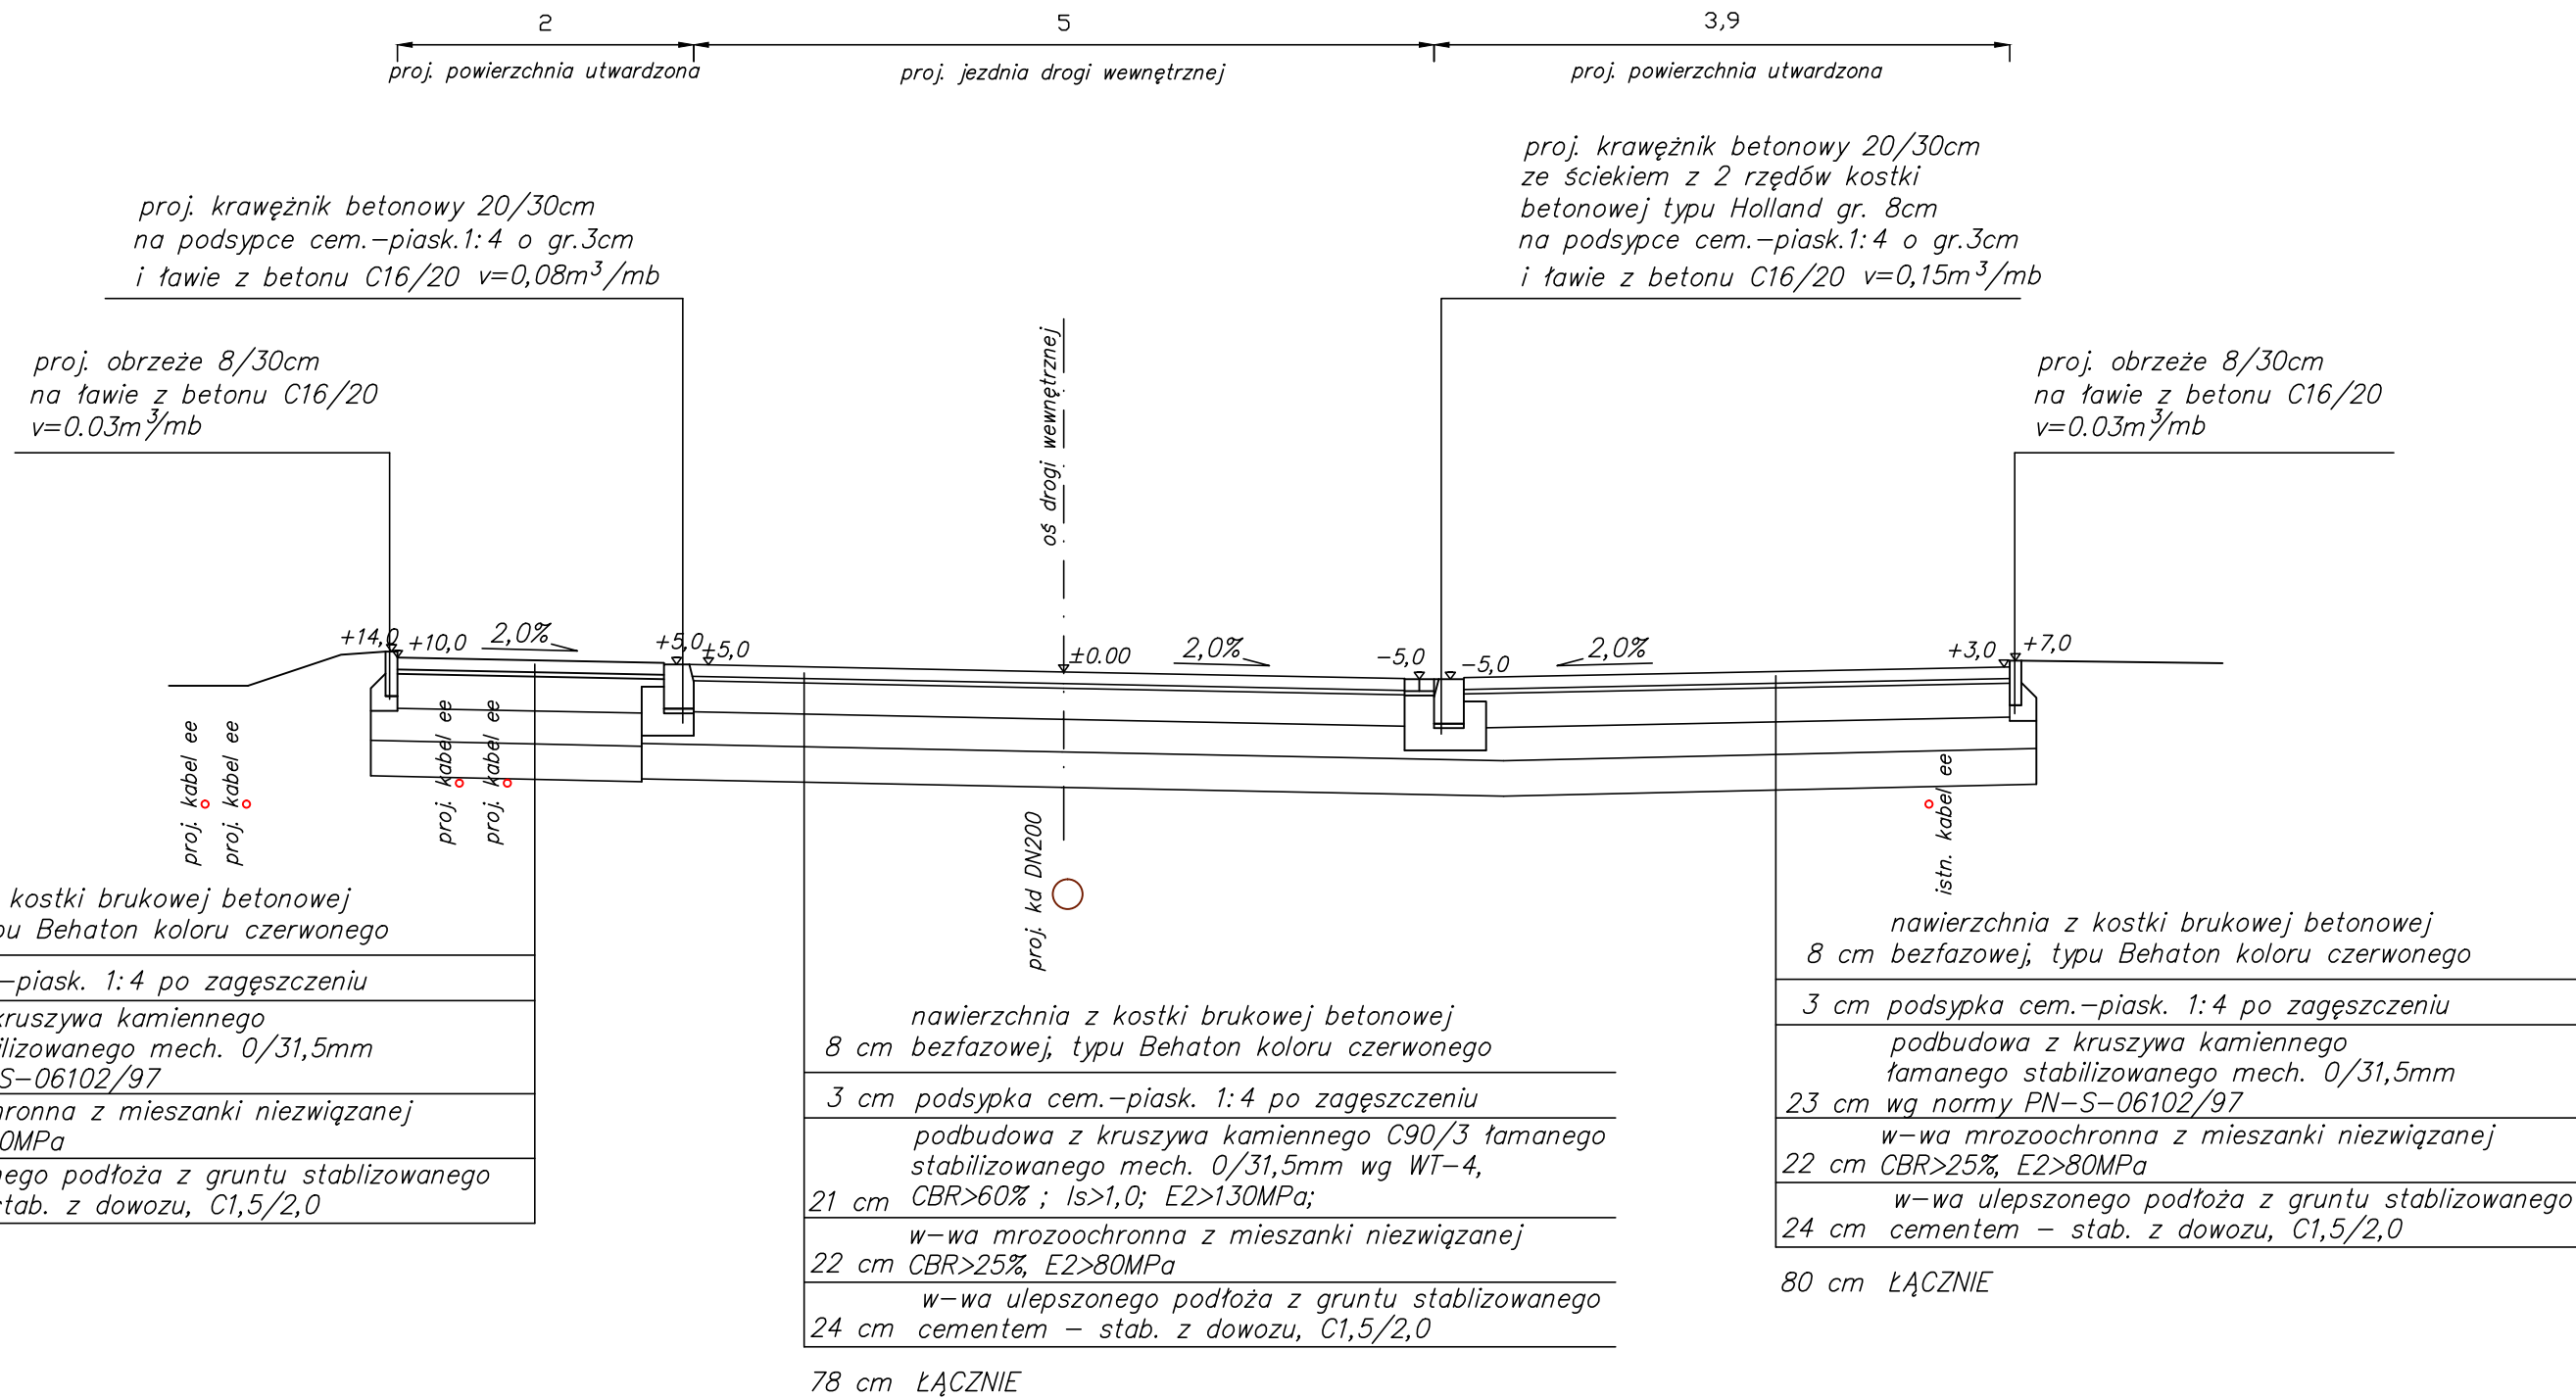 2
5
3,9
proj. powierzchnia utwardzona
proj. jezdnia drogi wewnętrznej
proj. powierzchnia utwardzona
proj. krawężnik betonowy 20/30cm
na podsypce cem.-piask.1:4 o gr.3cm
i ławie z betonu C16/20 v=0,08m³/mb
proj. krawężnik betonowy 20/30cm
ze ściekiem z 2 rzędów kostki
betonowej typu Holland gr. 8cm
na podsypce cem.-piask.1:4 o gr.3cm
i ławie z betonu C16/20 v=0,15m³/mb
proj. obrzeże 8/30cm
na ławie z betonu C16/20
v=0.03m³/mb
oś drogi wewnętrznej
proj. obrzeże 8/30cm
na ławie z betonu C16/20
v=0.03m³/mb
+14,0
+10,0
2,0%
+5,0
+5,0
±0.00
2,0%
-5,0
-5,0
2,0%
+3,0
+7,0
proj. kabel ee
proj. kabel ee
proj. kabel ee
proj. kabel ee
proj. kd DN200
istn. kabel ee
kostki brukowej betonowej
pu Behaton koloru czerwonego
-piask. 1:4 po zagęszczeniu
kruszywa kamiennego
ilizowanego mech. 0/31,5mm
S-06102/97
hronna z mieszanki niezwiązanej
0MPa
nego podłoża z gruntu stablizowanego
stab. z dowozu, C1,5/2,0
nawierzchnia z kostki brukowej betonowej
8 cm bezfazowej, typu Behaton koloru czerwonego
3 cm podsypka cem.-piask. 1:4 po zagęszczeniu
podbudowa z kruszywa kamiennego C90/3 łamanego
stabilizowanego mech. 0/31,5mm wg WT-4,
21 cm CBR>60% ; Is>1,0; E2>130MPa;
w-wa mrozoochronna z mieszanki niezwiązanej
22 cm CBR>25%, E2>80MPa
w-wa ulepszonego podłoża z gruntu stablizowanego
24 cm cementem - stab. z dowozu, C1,5/2,0
78 cm ŁĄCZNIE
nawierzchnia z kostki brukowej betonowej
8 cm bezfazowej, typu Behaton koloru czerwonego
3 cm podsypka cem.-piask. 1:4 po zagęszczeniu
podbudowa z kruszywa kamiennego
łamanego stabilizowanego mech. 0/31,5mm
23 cm wg normy PN-S-06102/97
w-wa mrozoochronna z mieszanki niezwiązanej
22 cm CBR>25%, E2>80MPa
w-wa ulepszonego podłoża z gruntu stablizowanego
24 cm cementem - stab. z dowozu, C1,5/2,0
80 cm ŁĄCZNIE